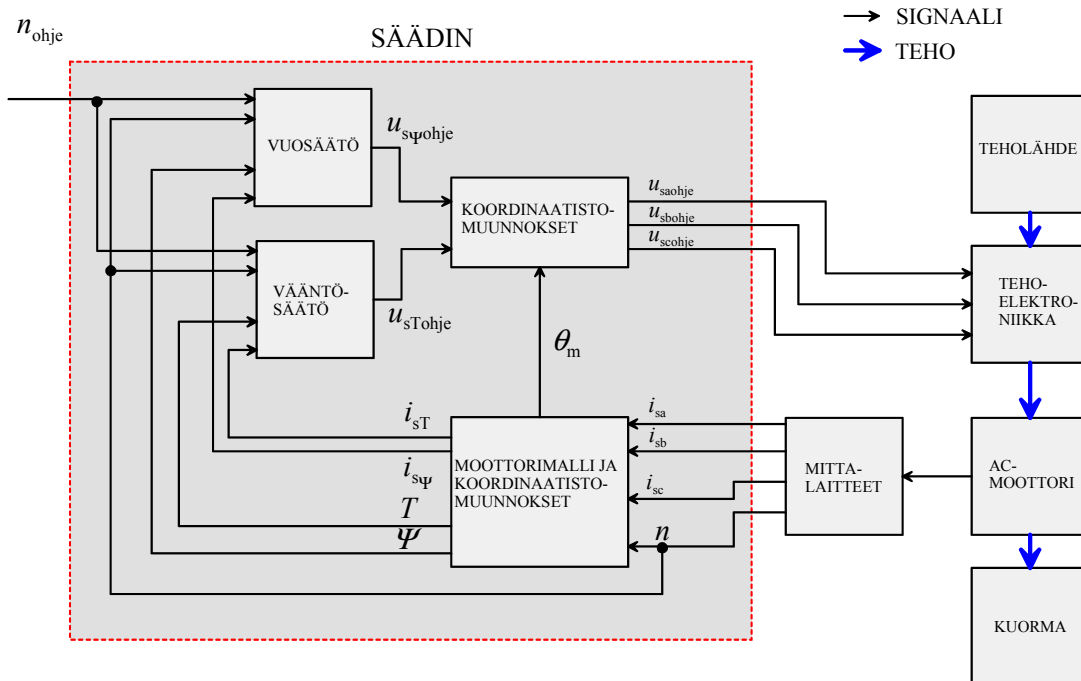 n_ohje
SÄÄDIN
SIGNAALI
TEHO
VUOSÄÄTÖ
u_sΨohje
VÄÄNTÖ-
SÄÄTÖ
u_sTohje
KOORDINAATISTO-
MUUNNOKSET
u_saohje
u_sbohje
u_scohje
θ_m
TEHOLÄHDE
TEHO-
ELEKTRO-
NIIKKA
i_sT
i_sΨ
T
Ψ
MOOTTORIMALLI JA
KOORDINAATISTO-
MUUNNOKSET
i_sa
i_sb
i_sc
n
MITTA-
LAITTEET
AC-
MOOTTORI
KUORMA